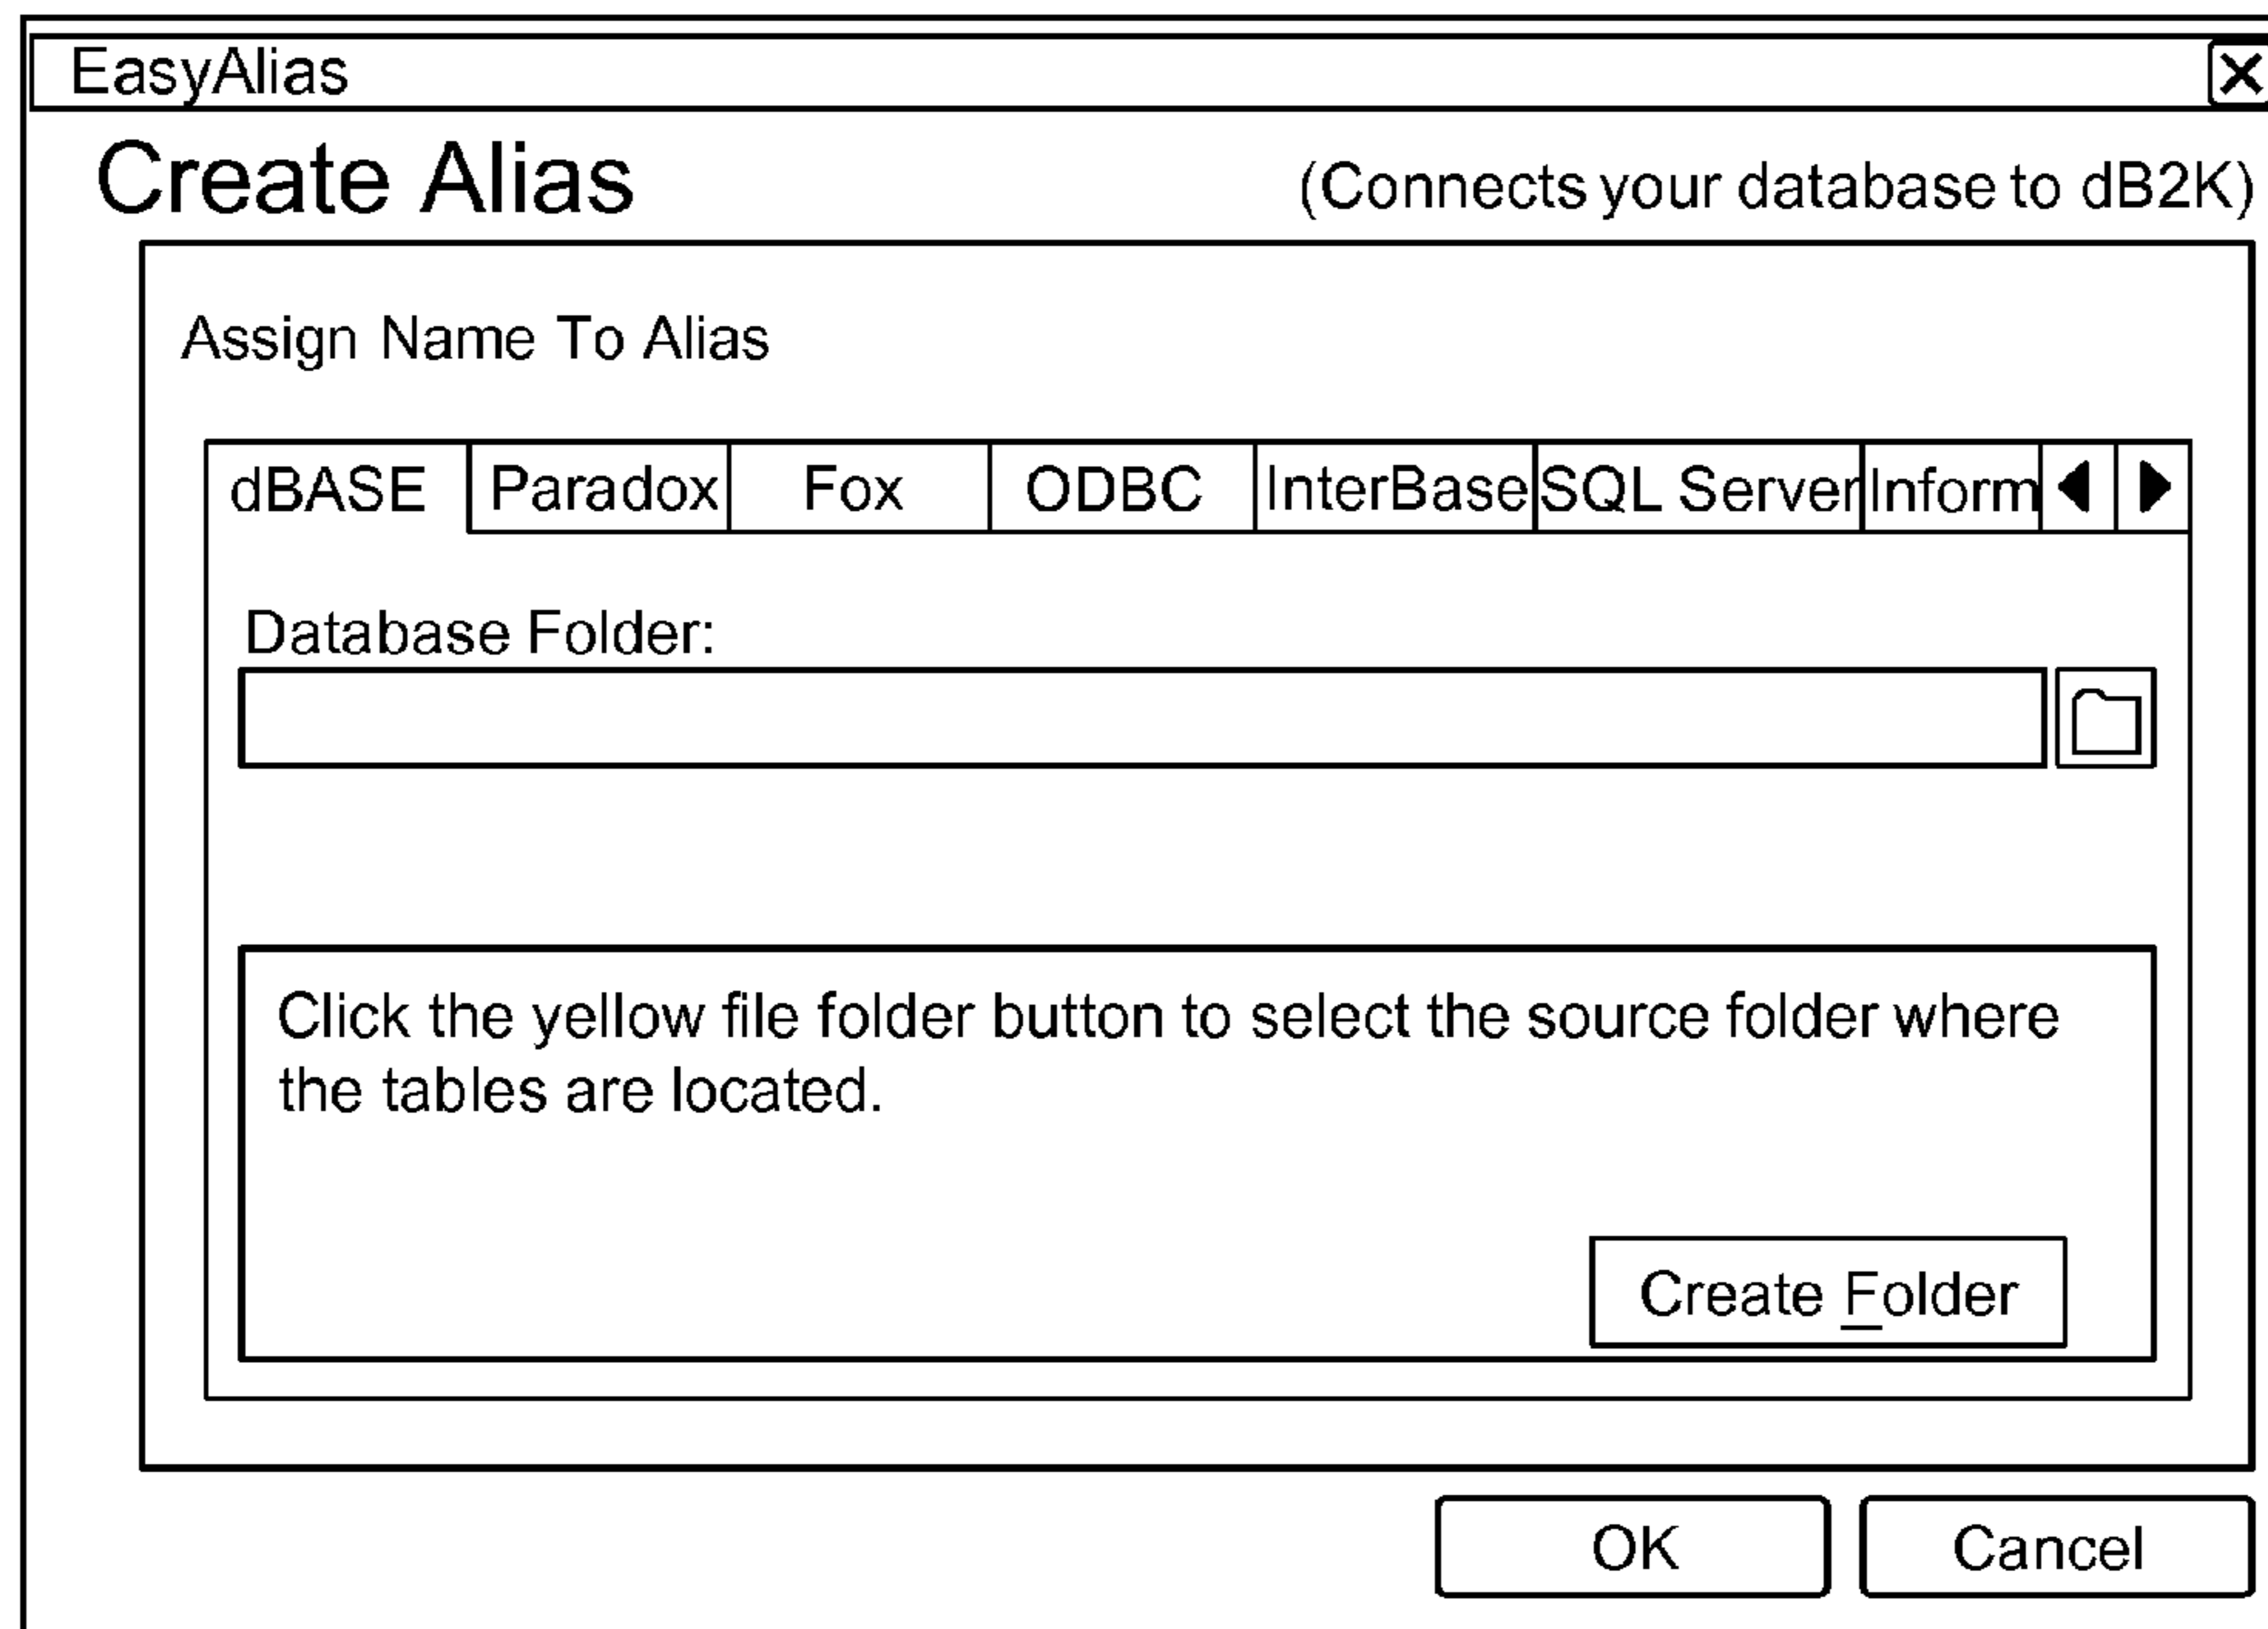 EasyAlias
Create Alias (Connects your database to dB2K)
Assign Name To Alias
dBASE Paradox Fox ODBC InterBase SQL Server Inform
Database Folder:
Click the yellow file folder button to select the source folder where
the tables are located.
Create Folder
OK Cancel